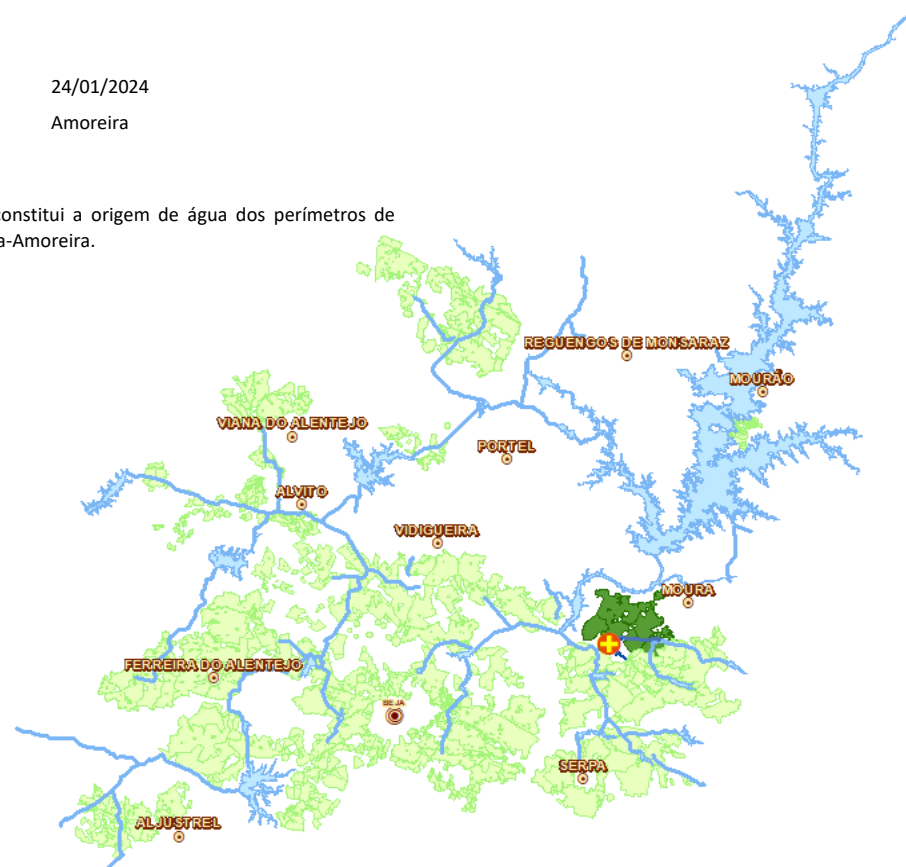 24/01/2024
Amoreira
constitui a origem de água dos perímetros de
a-Amoreira.
REGUENGOS DE MONSARAZ
MOURÃO
VIANA DO ALENTEJO
PORTEL
ALVITO
VIDIGUEIRA
MOURA
FERREIRA DO ALENTEJO
BEJA
SERPA
ALJUSTREL